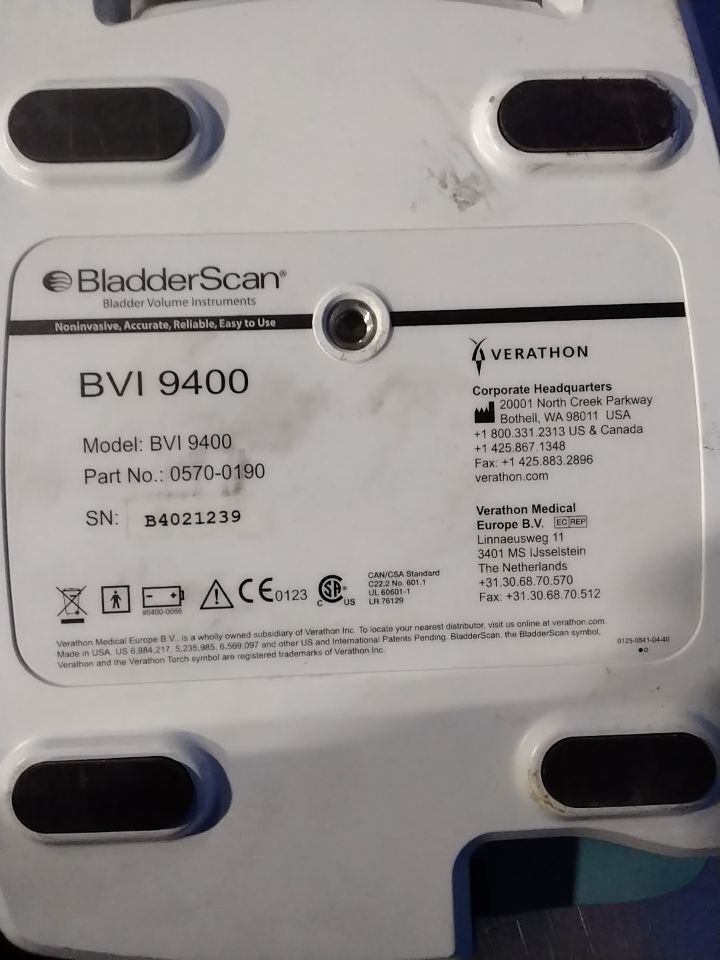 BladderScan®
Bladder Volume Instruments
Noninvasive, Accurate, Reliable, Easy to Use
BVI 9400
Model: BVI 9400
Part No.: 0570-0190
SN: B4021239
VERATHON
Corporate Headquarters
20001 North Creek Parkway
Bothell, WA 98011 USA
+1 800.331.2313 US & Canada
+1 425.867.1348
Fax: +1 425.883.2896
verathon.com
Verathon Medical
Europe B.V. EC REP
Linnaeusweg 11
3401 MS IJsselstein
The Netherlands
+31.30.68.70.570
Fax: +31.30.68.70.512
- +
#0400-0066
CE 0123
C SA US
CAN/CSA Standard
C22.2 No. 601.1
UL 60601-1
LR 76129
Verathon Medical Europe B.V., is a wholly owned subsidiary of Verathon Inc. To locate your nearest distributor, visit us online at verathon.com.
Made in USA. US 6,884,217, 5,235,985, 6,569,097 and other US and International Patents Pending. BladderScan, the BladderScan symbol,
Verathon and the Verathon Torch symbol are registered trademarks of Verathon Inc.
0125-0541-04-40